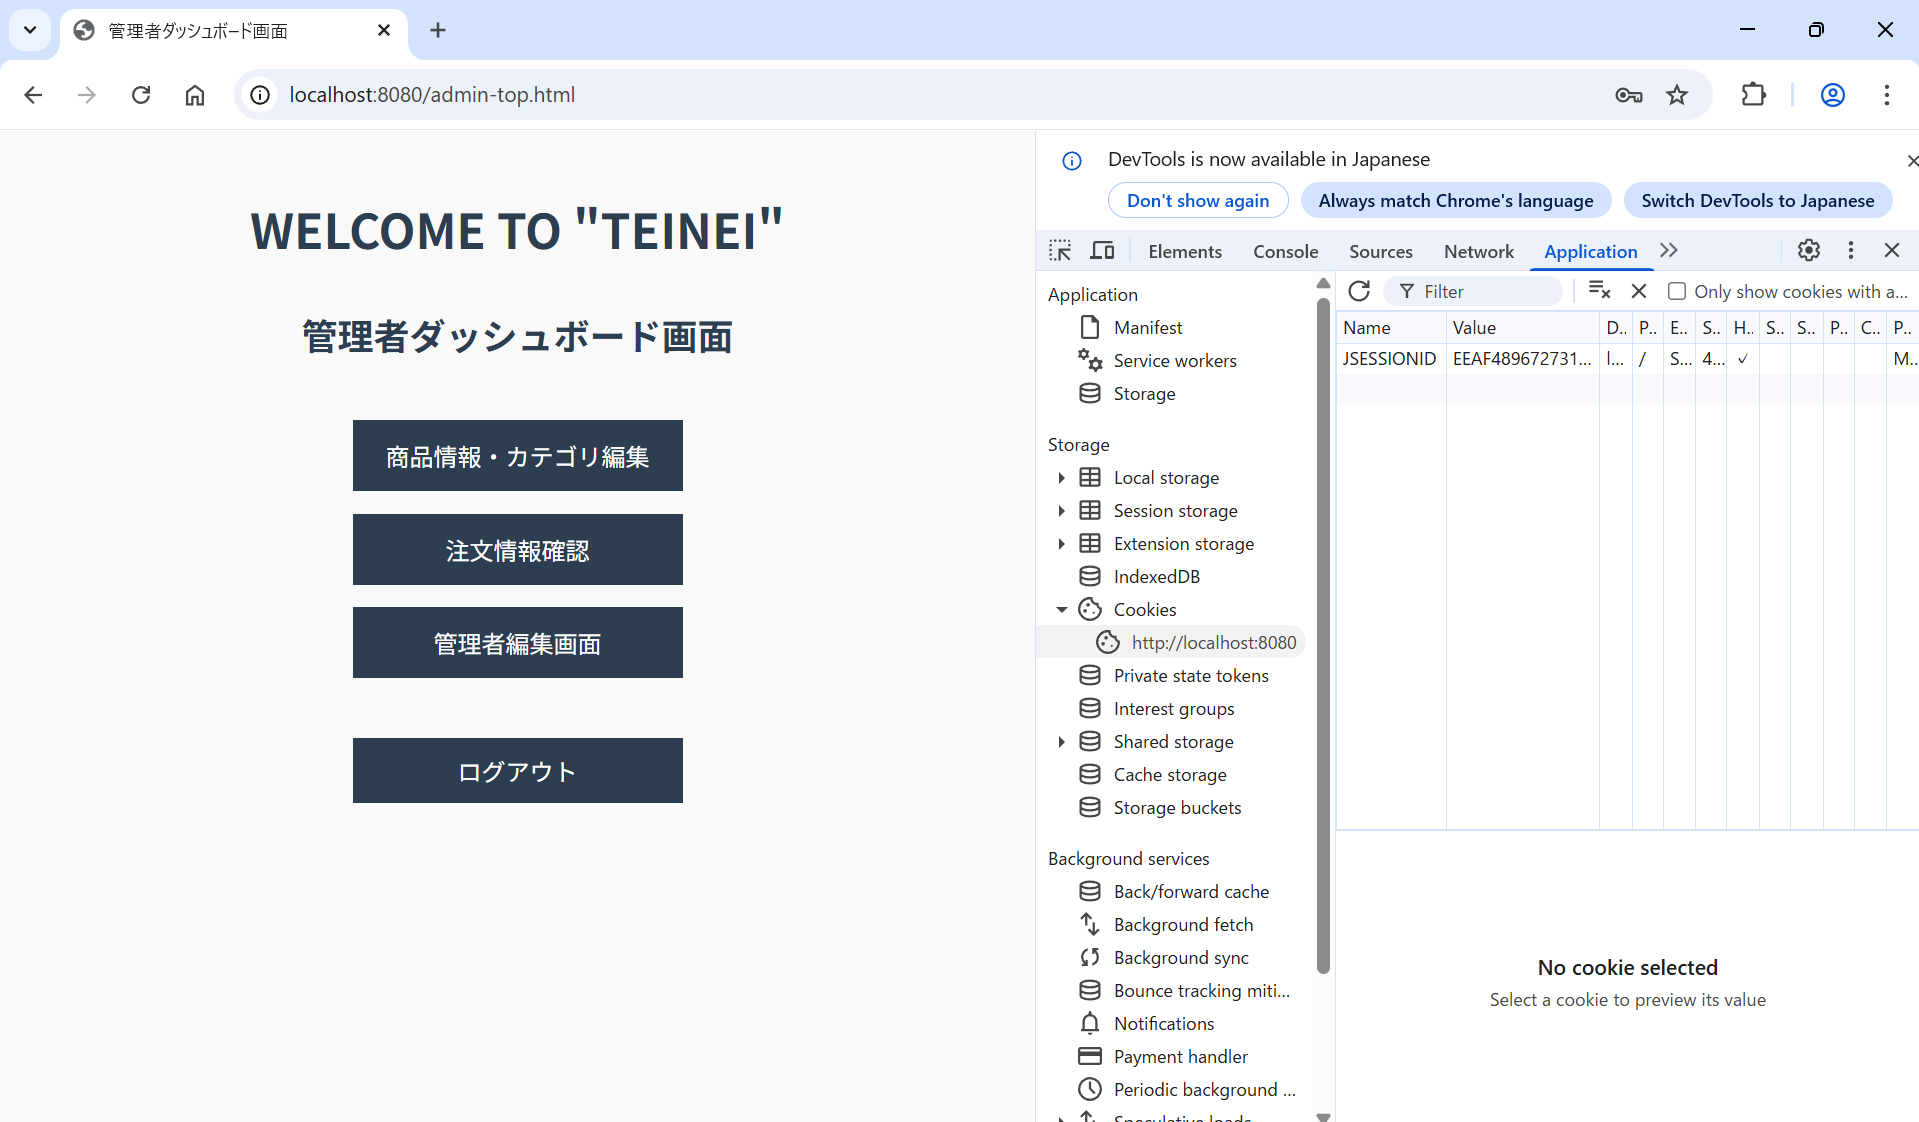 管理者ダッシュボード画面
localhost:8080/admin-top.html
WELCOME TO "TEINEI"
管理者ダッシュボード画面
商品情報・カテゴリ編集
注文情報確認
管理者編集画面
ログアウト
DevTools is now available in Japanese
Don't show again
Always match Chrome's language
Switch DevTools to Japanese
Elements
Console
Sources
Network
Application
Application
Manifest
Service workers
Storage
Storage
Local storage
Session storage
Extension storage
IndexedDB
Cookies
http://localhost:8080
Private state tokens
Interest groups
Shared storage
Cache storage
Storage buckets
Background services
Back/forward cache
Background fetch
Background sync
Bounce tracking miti...
Notifications
Payment handler
Periodic background ...
Speculative loads
Filter
Only show cookies with a...
Name Value D.. P.. E.. S.. H.. S.. S.. P.. C.. P..
JSESSIONID EEAF489672731... l... / S... 4... ✓ M...
No cookie selected
Select a cookie to preview its value